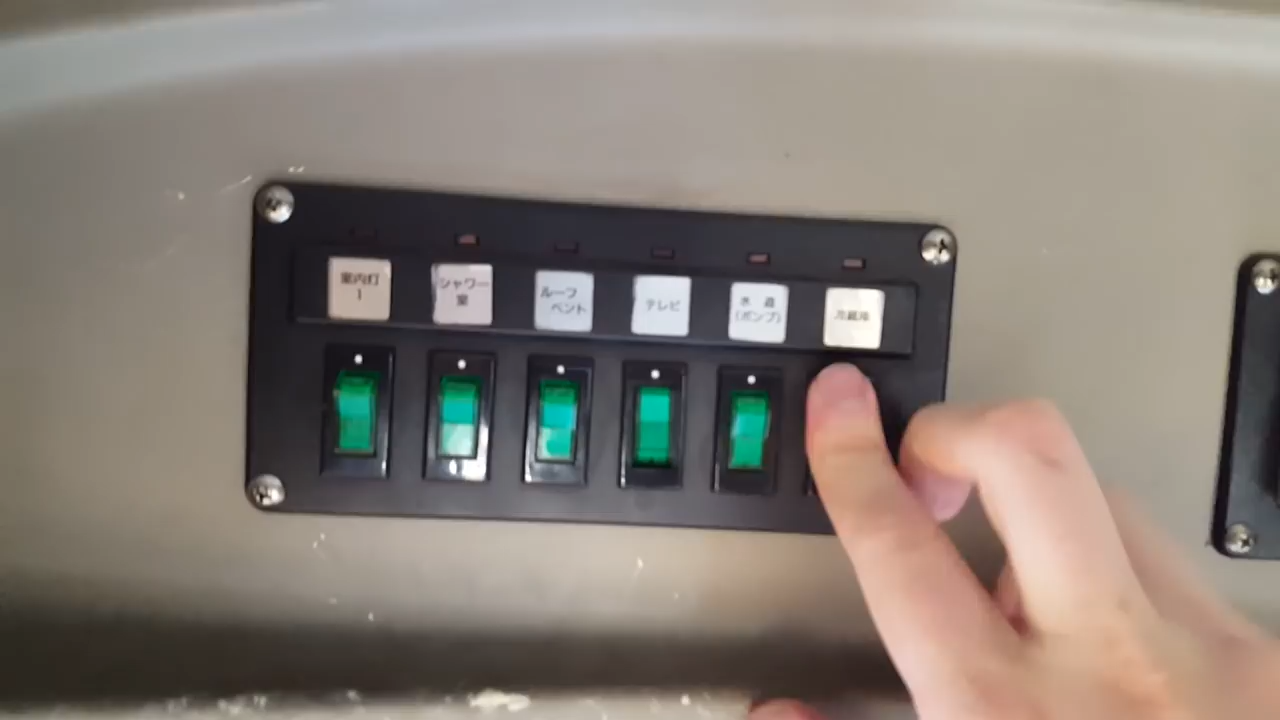 室内灯
1
シャワー
室
ルーフ
ベント
テレビ
水 道
(ポンプ)
冷蔵庫